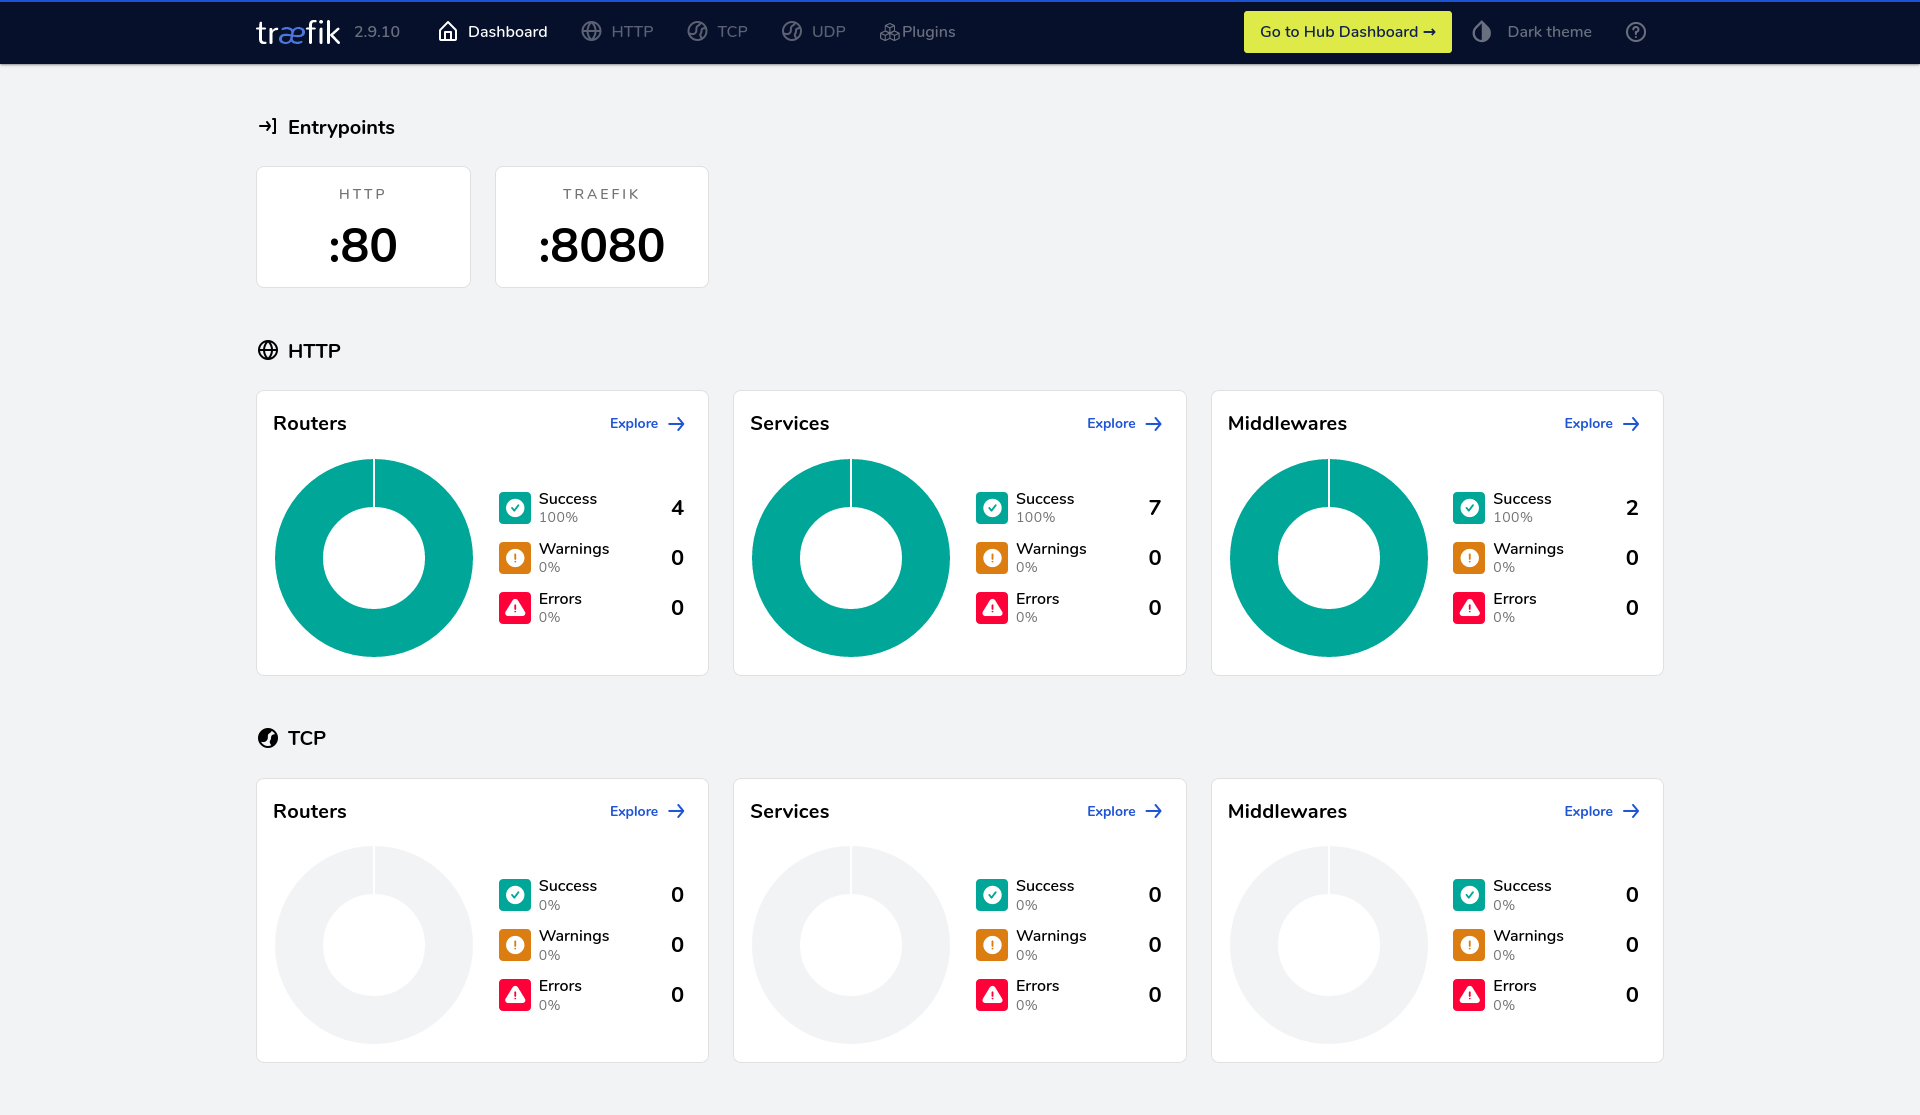 træfik 2.9.10 Dashboard HTTP TCP UDP Plugins Go to Hub Dashboard → Dark theme
Entrypoints
HTTP
:80
TRAEFIK
:8080
HTTP
Routers Explore
Success 4
100%
Warnings 0
0%
Errors 0
0%
Services Explore
Success 7
100%
Warnings 0
0%
Errors 0
0%
Middlewares Explore
Success 2
100%
Warnings 0
0%
Errors 0
0%
TCP
Routers Explore
Success 0
0%
Warnings 0
0%
Errors 0
0%
Services Explore
Success 0
0%
Warnings 0
0%
Errors 0
0%
Middlewares Explore
Success 0
0%
Warnings 0
0%
Errors 0
0%